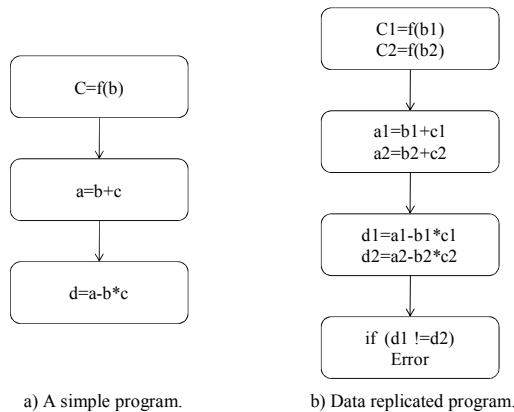 C=f(b)
a=b+c
d=a-b*c
a) A simple program.
C1=f(b1)
C2=f(b2)
a1=b1+c1
a2=b2+c2
d1=a1-b1*c1
d2=a2-b2*c2
if (d1 !=d2)
Error
b) Data replicated program.